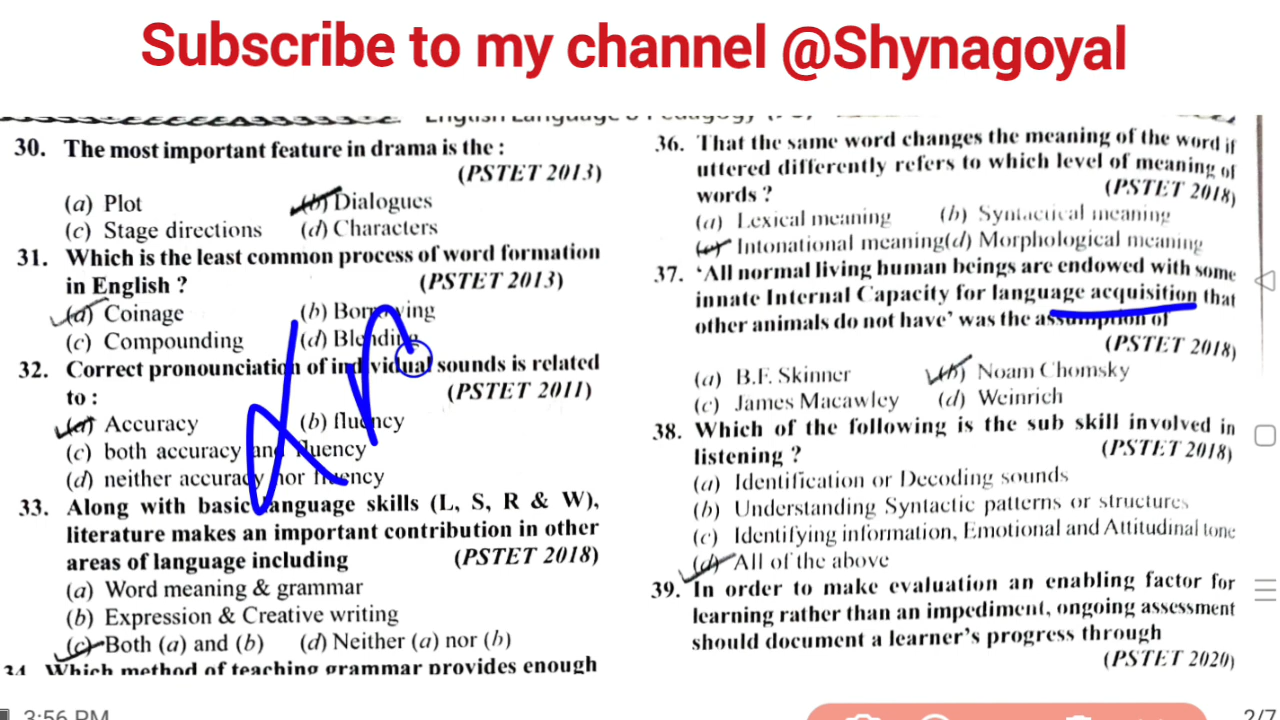 Subscribe to my channel @Shynagoyal
30. The most important feature in drama is the :
(PSTET 2013)
(a) Plot (b) Dialogues
(c) Stage directions (d) Characters
31. Which is the least common process of word formation
in English ? (PSTET 2013)
(a) Coinage (b) Borrowing
(c) Compounding (d) Blending
32. Correct pronounciation of individual sounds is related
to : (PSTET 2011)
(a) Accuracy (b) fluency
(c) both accuracy and fluency
(d) neither accuracy nor fluency
33. Along with basic language skills (L, S, R & W),
literature makes an important contribution in other
areas of language including (PSTET 2018)
(a) Word meaning & grammar
(b) Expression & Creative writing
(c) Both (a) and (b) (d) Neither (a) nor (b)
34. Which method of teaching grammar provides enough
36. That the same word changes the meaning of the word if
uttered differently refers to which level of meaning of
words ? (PSTET 2018)
(a) Lexical meaning (b) Syntactical meaning
(c) Intonational meaning(d) Morphological meaning
37. ‘All normal living human beings are endowed with some
innate Internal Capacity for language acquisition that
other animals do not have’ was the assumption of
(PSTET 2018)
(a) B.F. Skinner (b) Noam Chomsky
(c) James Macawley (d) Weinrich
38. Which of the following is the sub skill involved in
listening ? (PSTET 2018)
(a) Identification or Decoding sounds
(b) Understanding Syntactic patterns or structures
(c) Identifying information, Emotional and Attitudinal tone
(d) All of the above
39. In order to make evaluation an enabling factor for
learning rather than an impediment, ongoing assessment
should document a learner’s progress through
(PSTET 2020)
3:56 PM
2/7